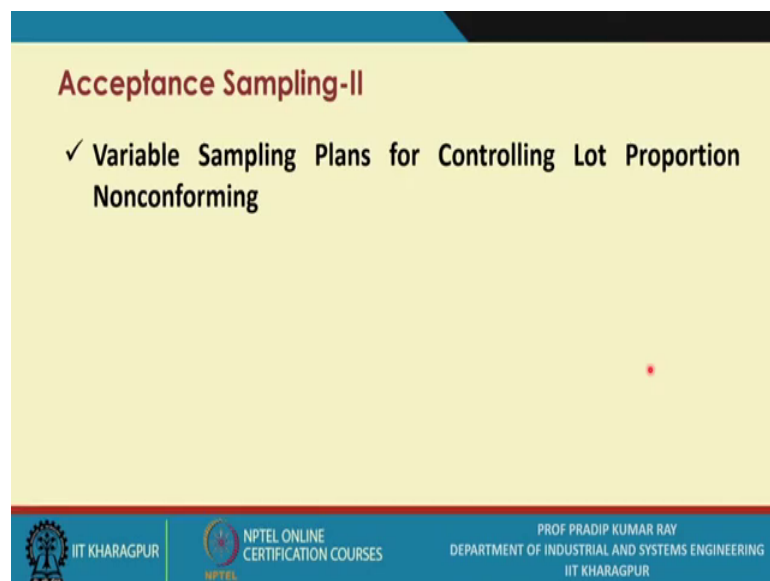 Acceptance Sampling-II
✓ Variable Sampling Plans for Controlling Lot Proportion
Nonconforming
IIT KHARAGPUR
NPTEL
NPTEL ONLINE
CERTIFICATION COURSES
PROF PRADIP KUMAR RAY
DEPARTMENT OF INDUSTRIAL AND SYSTEMS ENGINEERING
IIT KHARAGPUR